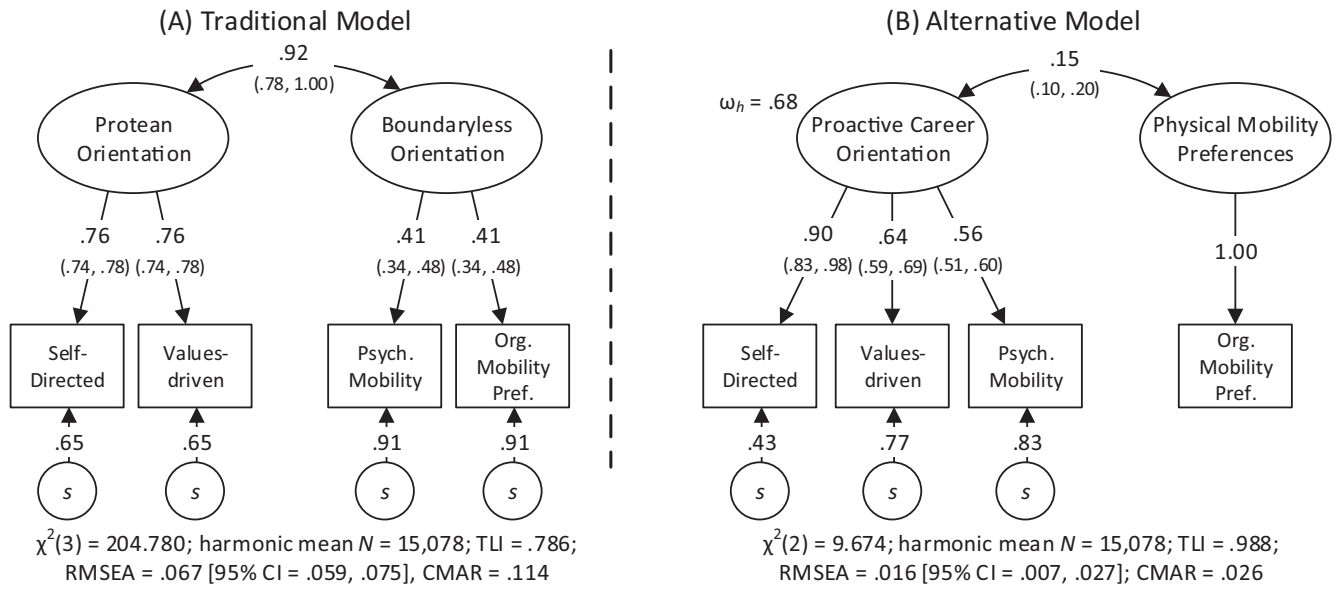 (A) Traditional Model
.92
(.78, 1.00)
Protean
Orientation
Boundaryless
Orientation
.76
.76
.41
.41
(.74, .78)
(.74, .78)
(.34, .48)
(.34, .48)
Self-
Directed
Values-
driven
Psych.
Mobility
Org.
Mobility
Pref.
.65
.65
.91
.91
s
s
s
s
χ²(3) = 204.780; harmonic mean N = 15,078; TLI = .786;
RMSEA = .067 [95% CI = .059, .075], CMAR = .114
(B) Alternative Model
.15
(.10, .20)
ωh = .68
Proactive Career
Orientation
Physical Mobility
Preferences
.90
.64
.56
1.00
(.83, .98)
(.59, .69)
(.51, .60)
Self-
Directed
Values-
driven
Psych.
Mobility
Org.
Mobility
Pref.
.43
.77
.83
s
s
s
χ²(2) = 9.674; harmonic mean N = 15,078; TLI = .988;
RMSEA = .016 [95% CI = .007, .027]; CMAR = .026